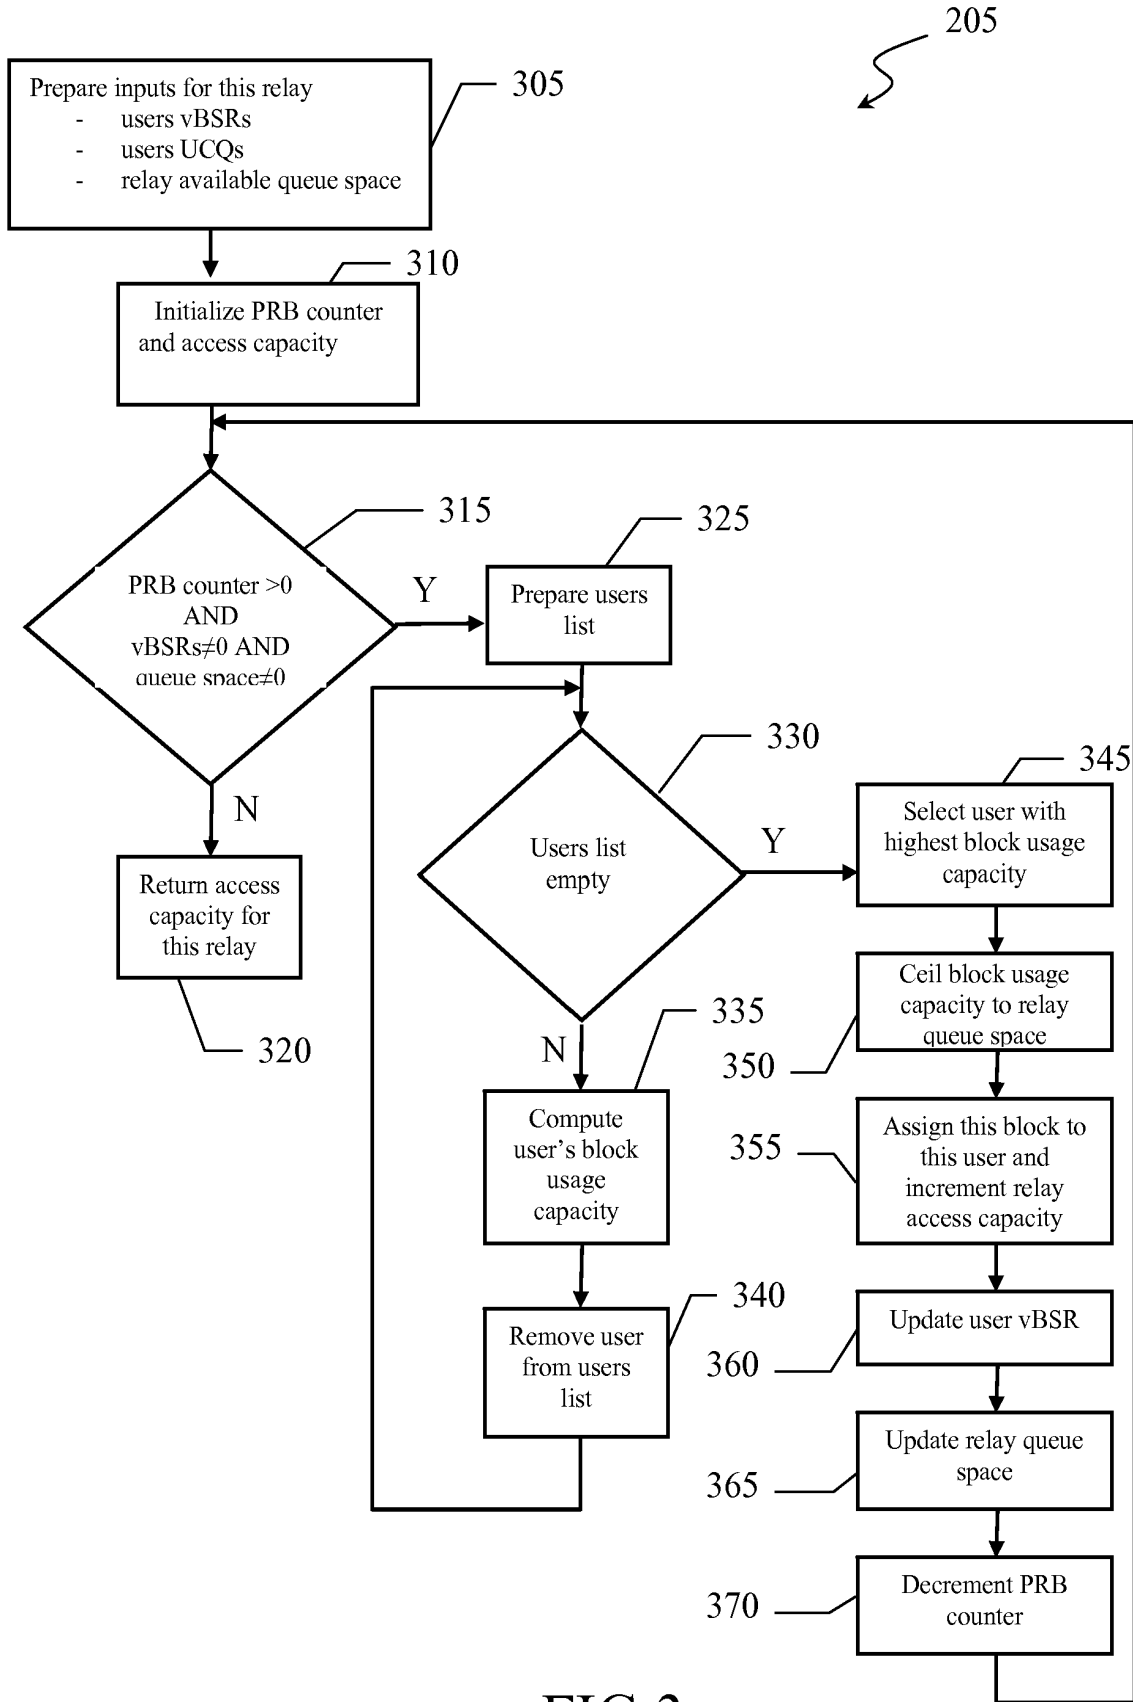 205
Prepare inputs for this relay
- users vBSRs
- users UCQs
- relay available queue space
305
310
Initialize PRB counter
and access capacity
315
PRB counter >0
AND
vBSRs≠0 AND
queue space≠0
Y
N
Return access
capacity for
this relay
320
325
Prepare users
list
330
Users list
empty
Y
N
335
Compute
user's block
usage
capacity
340
Remove user
from users
list
345
Select user with
highest block usage
capacity
350
Ceil block usage
capacity to relay
queue space
355
Assign this block to
this user and
increment relay
access capacity
360
Update user vBSR
365
Update relay queue
space
370
Decrement PRB
counter